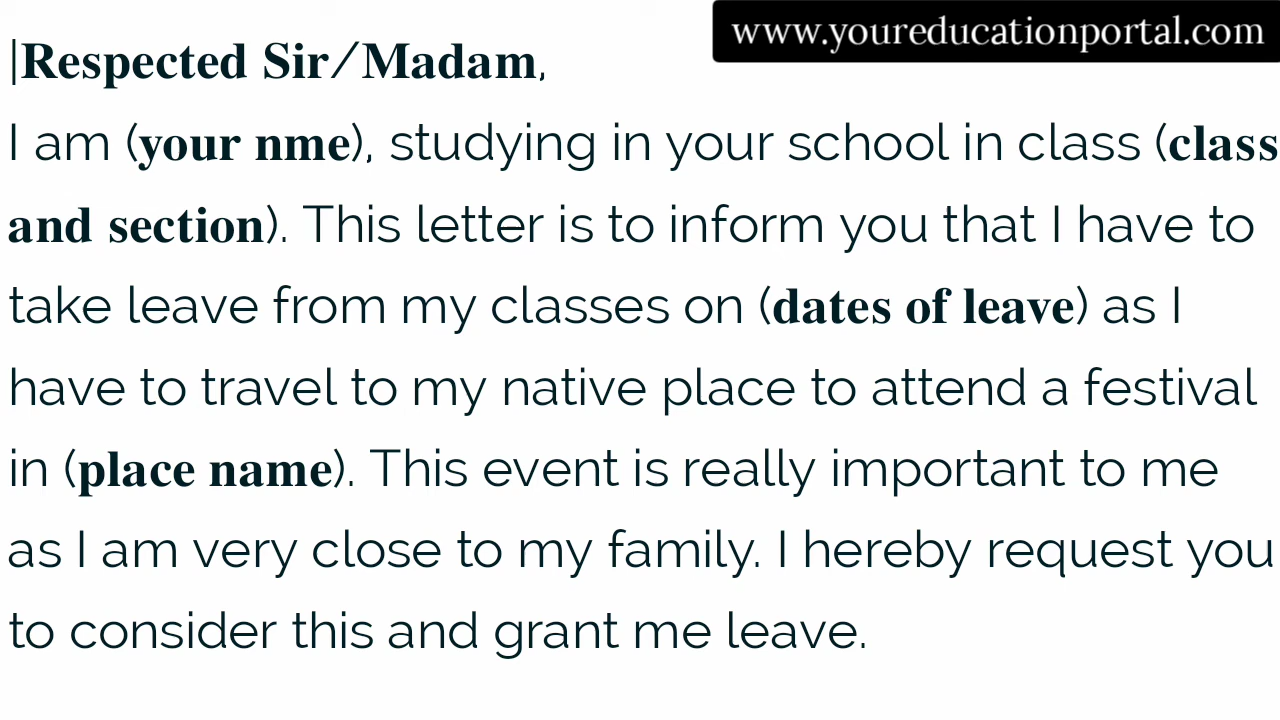 www.youreducationportal.com
|Respected Sir/Madam,
I am (your nme), studying in your school in class (class
and section). This letter is to inform you that I have to
take leave from my classes on (dates of leave) as I
have to travel to my native place to attend a festival
in (place name). This event is really important to me
as I am very close to my family. I hereby request you
to consider this and grant me leave.